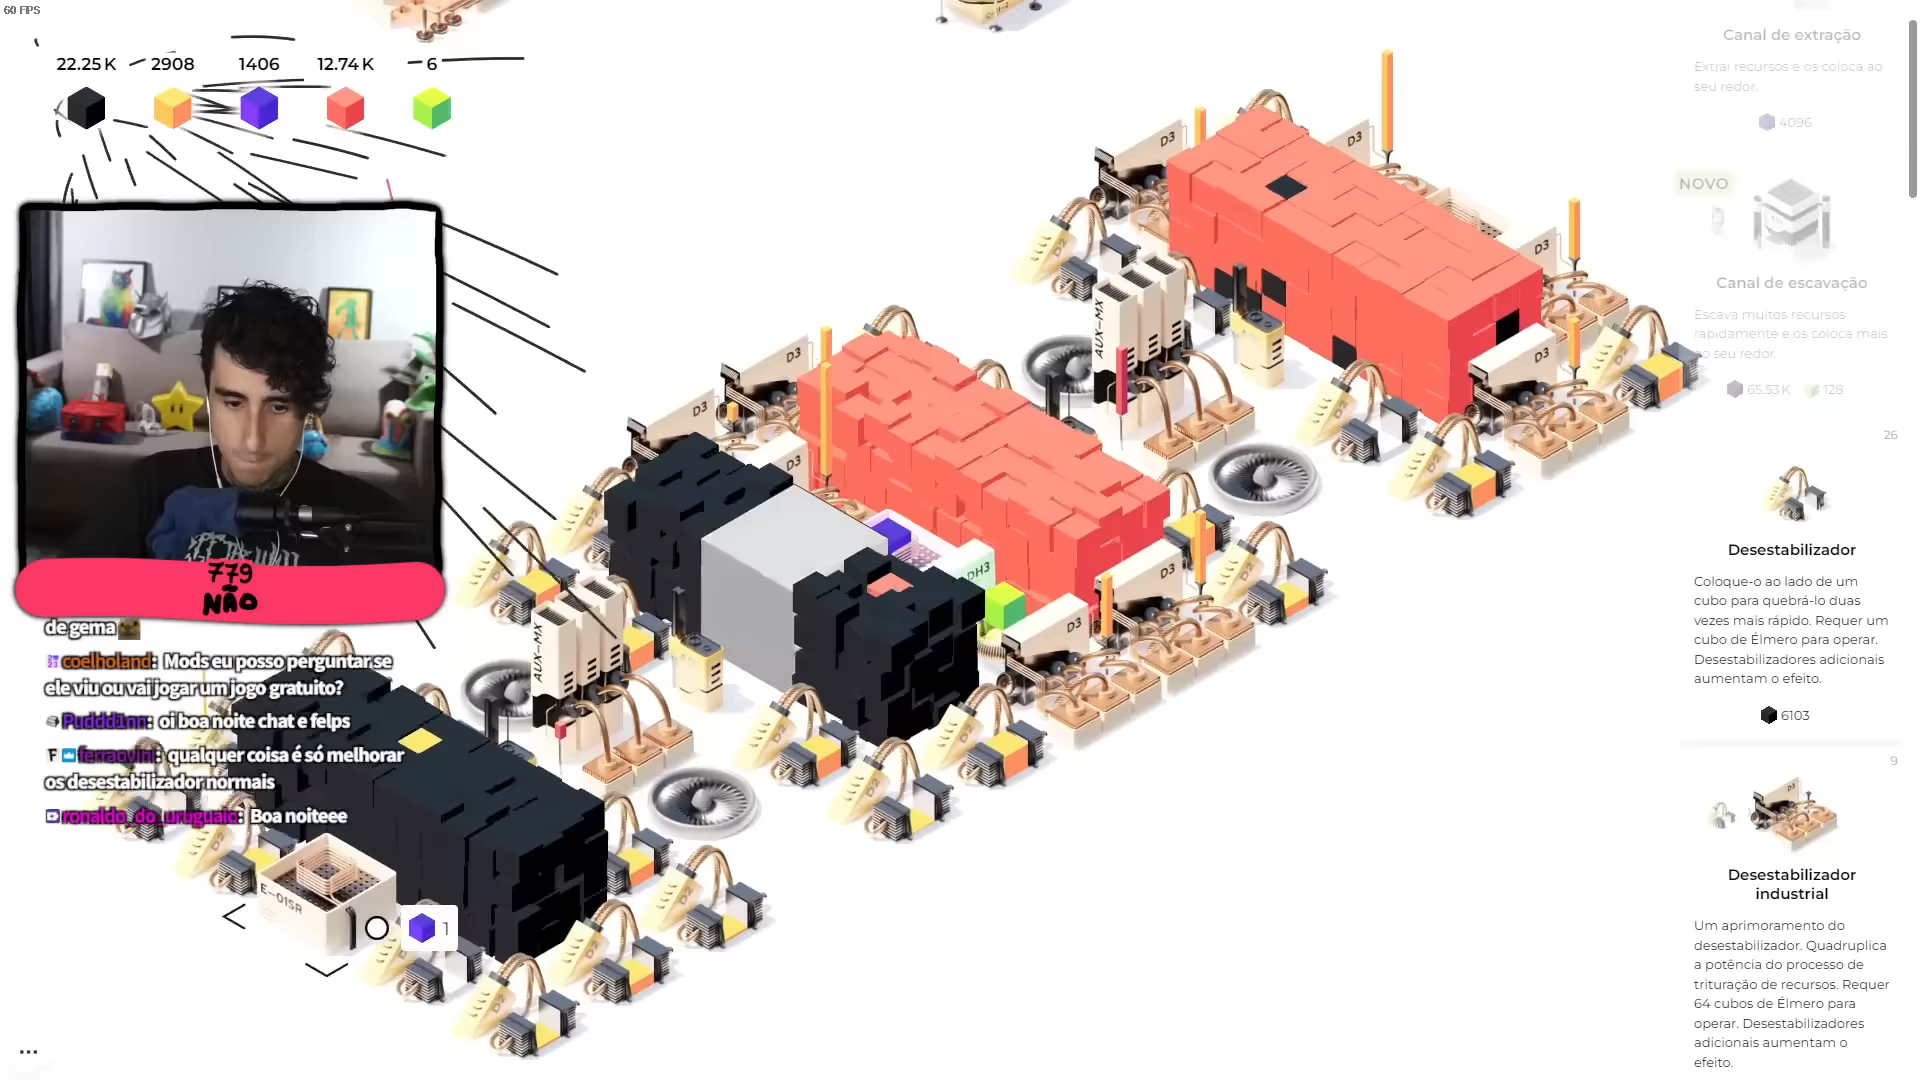 60 FPS
22.25 K
2908
1406
12.74 K
6
779
NÃO
de gema
coelholand: Mods eu posso perguntar se
ele viu ou vai jogar um jogo gratuito?
Puddd1nn: oi boa noite chat e felps
ferraovini: qualquer coisa é só melhorar
os desestabilizador normais
ronaldo_do_uruguaio: Boa noiteee
E-01SR
1
AUX-MX
AUX-MX
DH3
D3
D3
D3
D3
D3
D3
D3
D3
D3
D2
D2
D2
Canal de extração
Extrai recursos e os coloca ao
seu redor.
4096
NOVO
Canal de escavação
Escava muitos recursos
rapidamente e os coloca mais
ao seu redor.
65.53 K
128
26
Desestabilizador
Coloque-o ao lado de um
cubo para quebrá-lo duas
vezes mais rápido. Requer um
cubo de Élmero para operar.
Desestabilizadores adicionais
aumentam o efeito.
6103
9
D3
Desestabilizador
industrial
Um aprimoramento do
desestabilizador. Quadruplica
a potência do processo de
trituração de recursos. Requer
64 cubos de Élmero para
operar. Desestabilizadores
adicionais aumentam o
efeito.